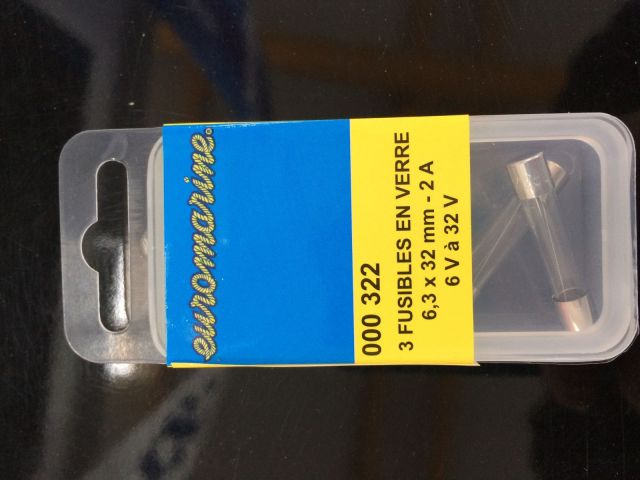 euromarine.
000 322
3 FUSIBLES EN VERRE
6,3 x 32 mm - 2 A
6 V à 32 V